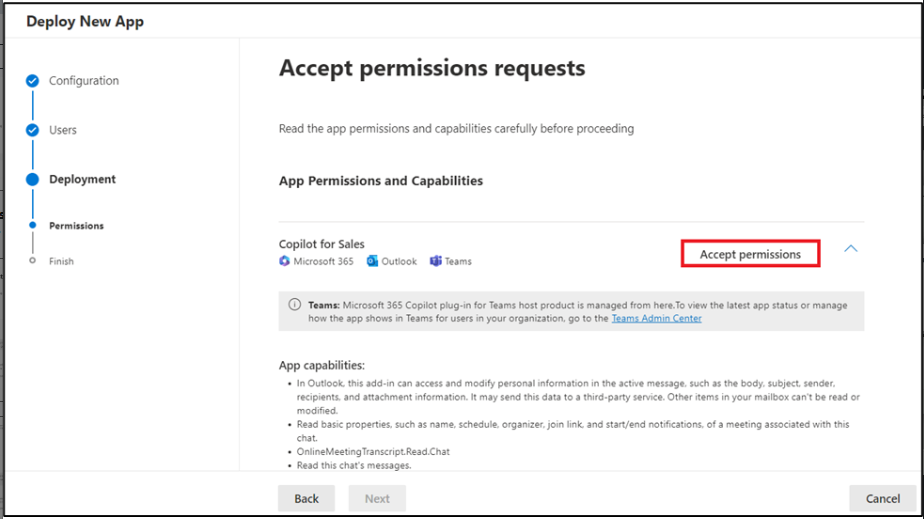 Deploy New App
Configuration
Users
Deployment
Permissions
Finish
Accept permissions requests
Read the app permissions and capabilities carefully before proceeding
App Permissions and Capabilities
Copilot for Sales
Microsoft 365 Outlook Teams
Accept permissions
Teams: Microsoft 365 Copilot plug-in for Teams host product is managed from here.To view the latest app status or manage
how the app shows in Teams for users in your organization, go to the Teams Admin Center
App capabilities:
• In Outlook, this add-in can access and modify personal information in the active message, such as the body, subject, sender,
recipients, and attachment information. It may send this data to a third-party service. Other items in your mailbox can't be read or
modified.
• Read basic properties, such as name, schedule, organizer, join link, and start/end notifications, of a meeting associated with this
chat.
• OnlineMeetingTranscript.Read.Chat
• Read this chat's messages.
Back Next Cancel